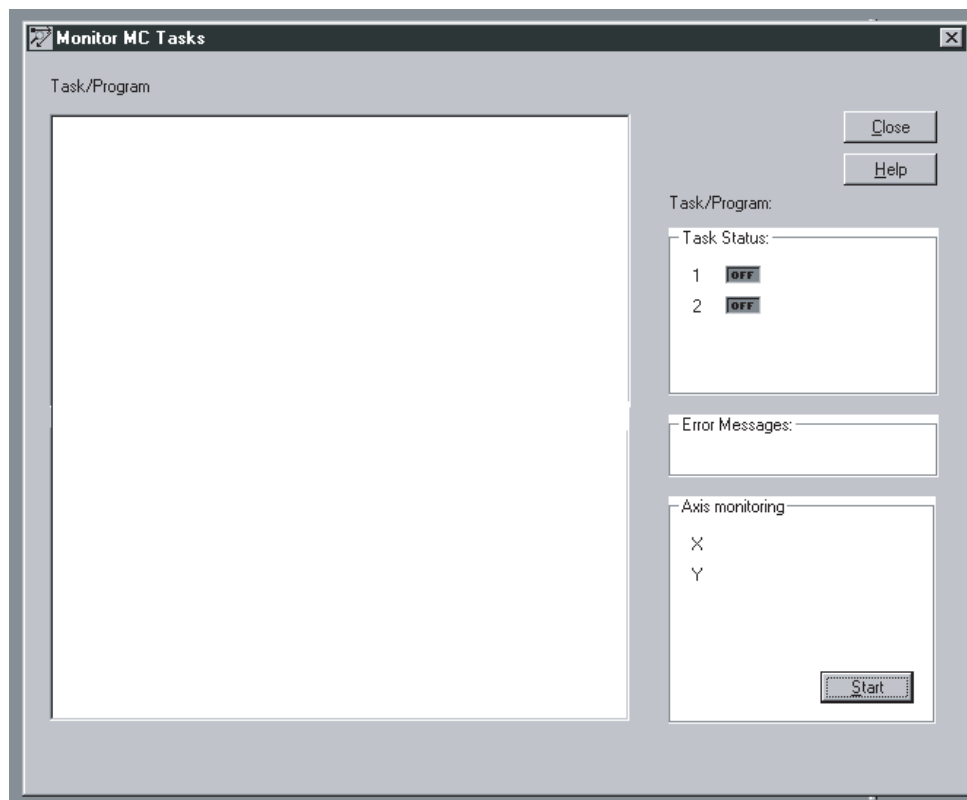 Monitor MC Tasks
Task/Program
Close
Help
Task/Program:
Task Status:
1 OFF
2 OFF
Error Messages:
Axis monitoring
X
Y
Start